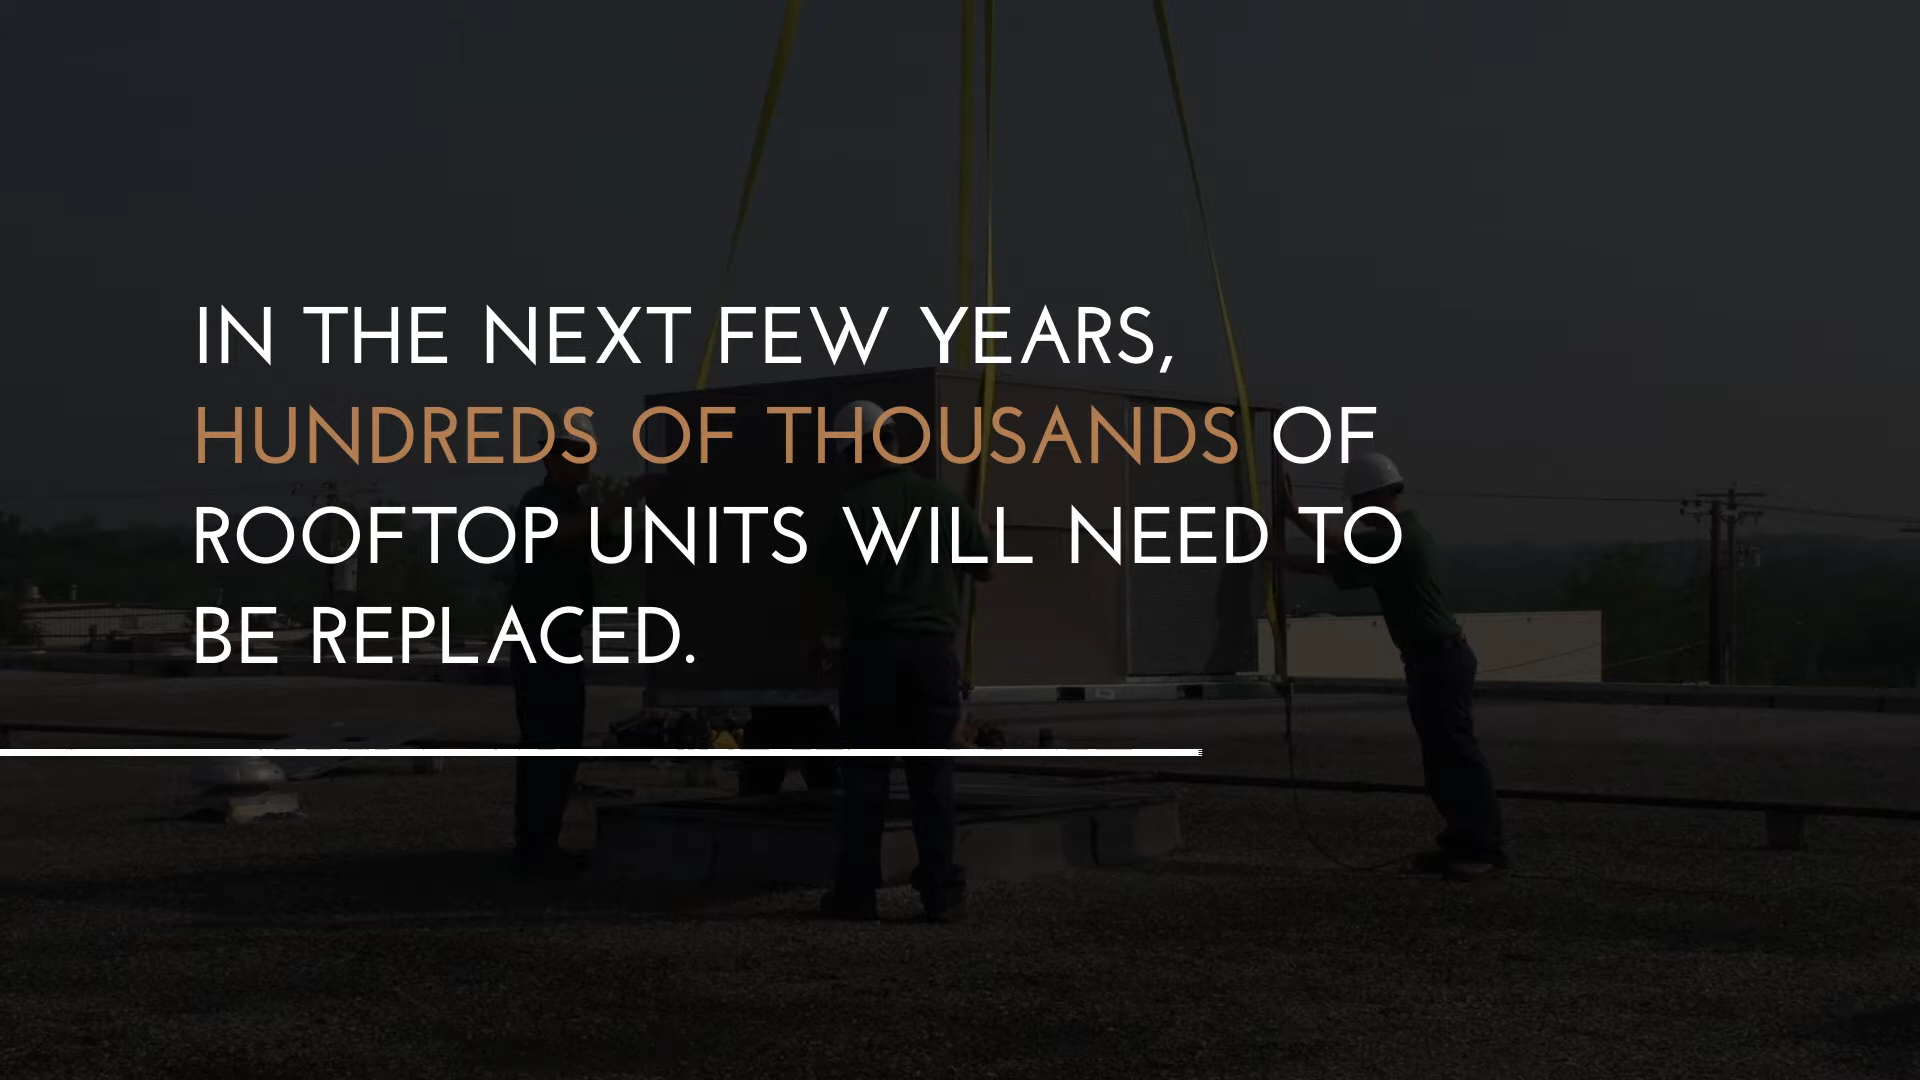 IN THE NEXT FEW YEARS,
HUNDREDS OF THOUSANDS OF
ROOFTOP UNITS WILL NEED TO
BE REPLACED.